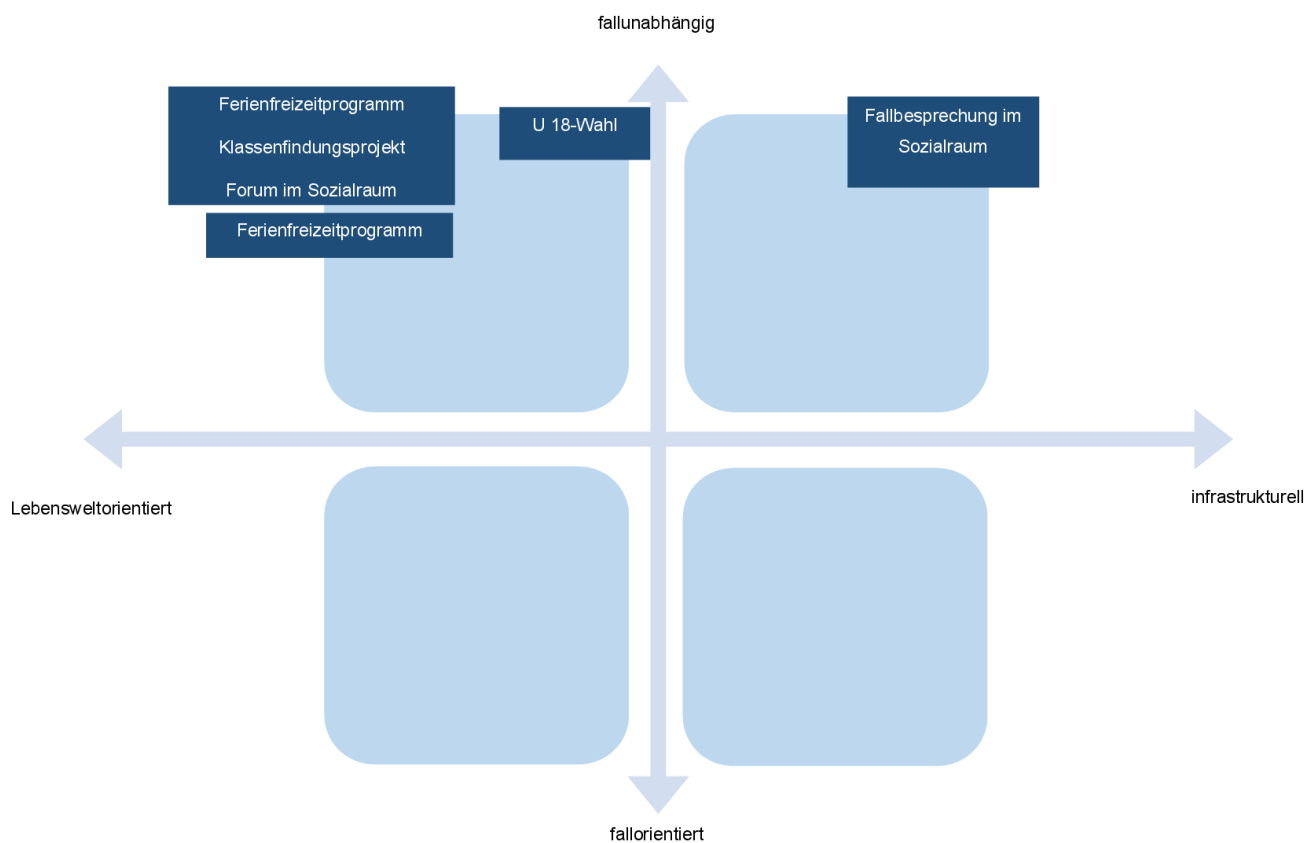 fallunabhängig
Ferienfreizeitprogramm
Klassenfindungsprojekt
Forum im Sozialraum
Ferienfreizeitprogramm
U 18-Wahl
Fallbesprechung im
Sozialraum
Lebensweltorientiert
infrastrukturell
fallorientiert